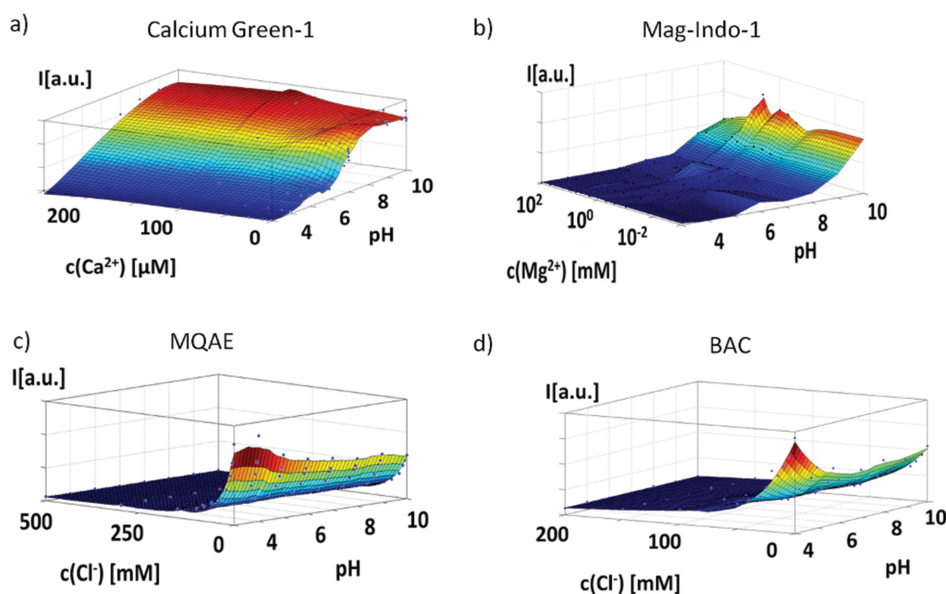 a) Calcium Green-1
I[a.u.]
200 100 0
4 6 8 10
pH
c(Ca²⁺) [µM]
b) Mag-Indo-1
I[a.u.]
10² 10⁰ 10⁻²
4 6 8 10
pH
c(Mg²⁺) [mM]
c) MQAE
I[a.u.]
500 250 0
4 6 8 10
pH
c(Cl⁻) [mM]
d) BAC
I[a.u.]
200 100 0
4 6 8 10
pH
c(Cl⁻) [mM]